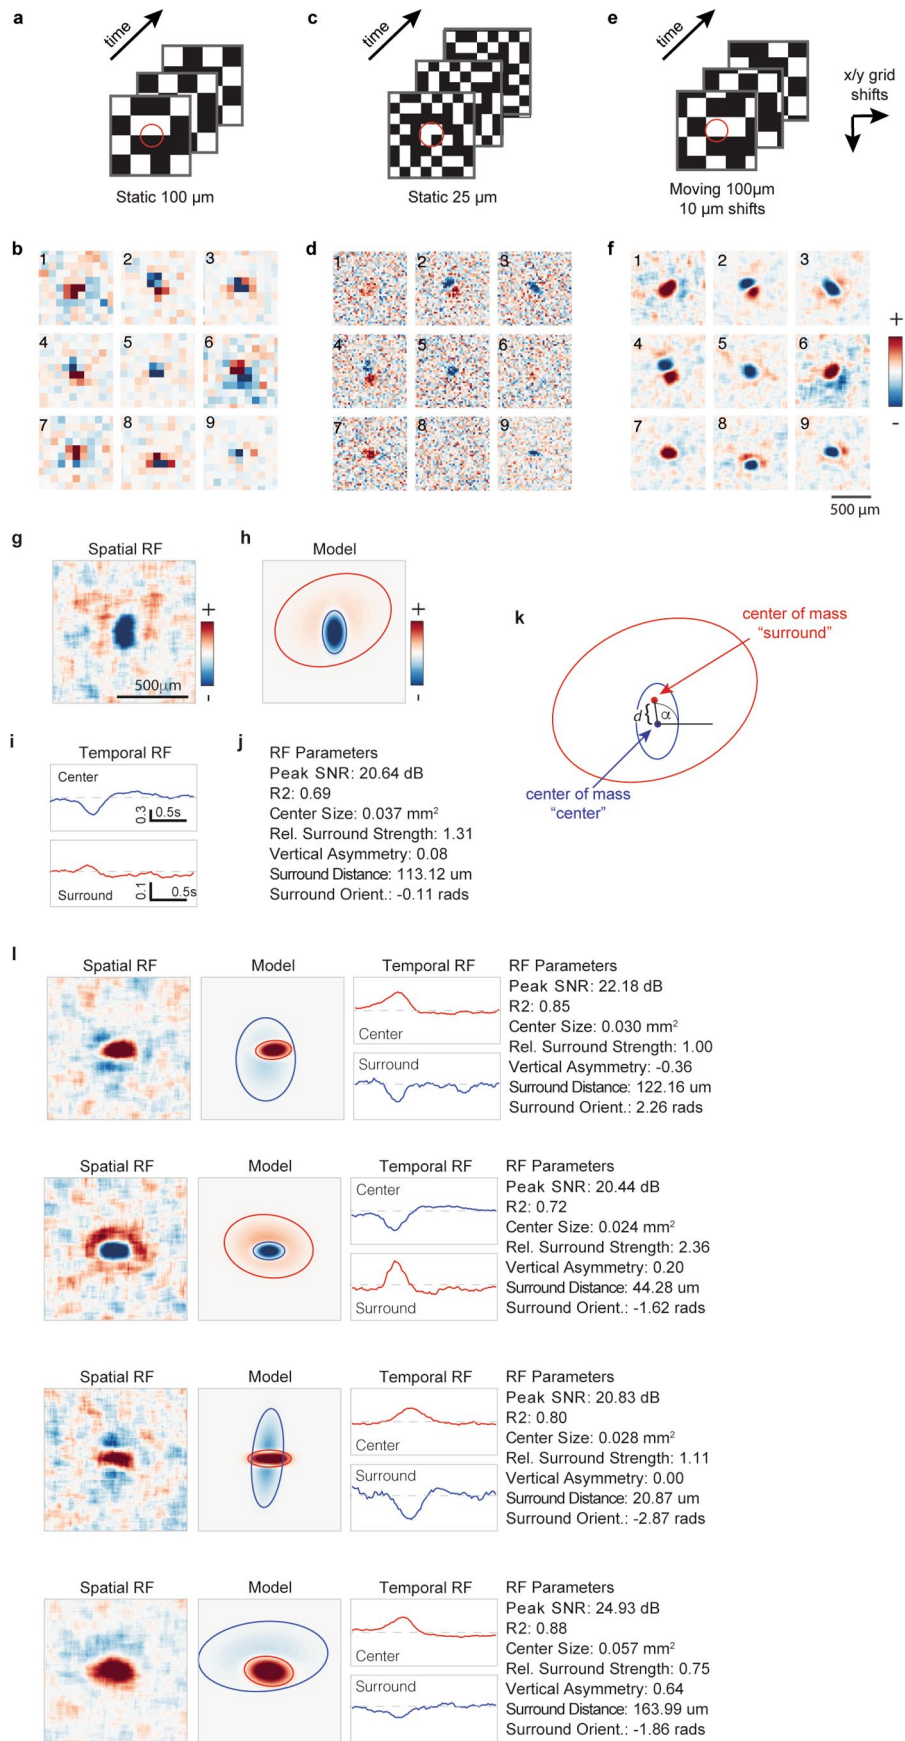 a
time
Static 100 µm
c
time
Static 25 µm
e
time
x/y grid
shifts
Moving 100µm
10 µm shifts
b
1
2
3
4
5
6
7
8
9
d
1
2
3
4
5
6
7
8
9
f
1
2
3
4
5
6
7
8
9
+
-
500 µm
g
Spatial RF
500µm
+
-
h
Model
+
-
i
Temporal RF
Center
0.3
0.5s
Surround
0.1
0.5s
j
RF Parameters
Peak SNR: 20.64 dB
R2: 0.69
Center Size: 0.037 mm²
Rel. Surround Strength: 1.31
Vertical Asymmetry: 0.08
Surround Distance: 113.12 um
Surround Orient.: -0.11 rads
k
center of mass
“surround”
d{
α
center of mass
“center”
l
Spatial RF
Model
Temporal RF
Center
Surround
RF Parameters
Peak SNR: 22.18 dB
R2: 0.85
Center Size: 0.030 mm²
Rel. Surround Strength: 1.00
Vertical Asymmetry: -0.36
Surround Distance: 122.16 um
Surround Orient.: 2.26 rads
Spatial RF
Model
Temporal RF
Center
Surround
RF Parameters
Peak SNR: 20.44 dB
R2: 0.72
Center Size: 0.024 mm²
Rel. Surround Strength: 2.36
Vertical Asymmetry: 0.20
Surround Distance: 44.28 um
Surround Orient.: -1.62 rads
Spatial RF
Model
Temporal RF
Center
Surround
RF Parameters
Peak SNR: 20.83 dB
R2: 0.80
Center Size: 0.028 mm²
Rel. Surround Strength: 1.11
Vertical Asymmetry: 0.00
Surround Distance: 20.87 um
Surround Orient.: -2.87 rads
Spatial RF
Model
Temporal RF
Center
Surround
RF Parameters
Peak SNR: 24.93 dB
R2: 0.88
Center Size: 0.057 mm²
Rel. Surround Strength: 0.75
Vertical Asymmetry: 0.64
Surround Distance: 163.99 um
Surround Orient.: -1.86 rads